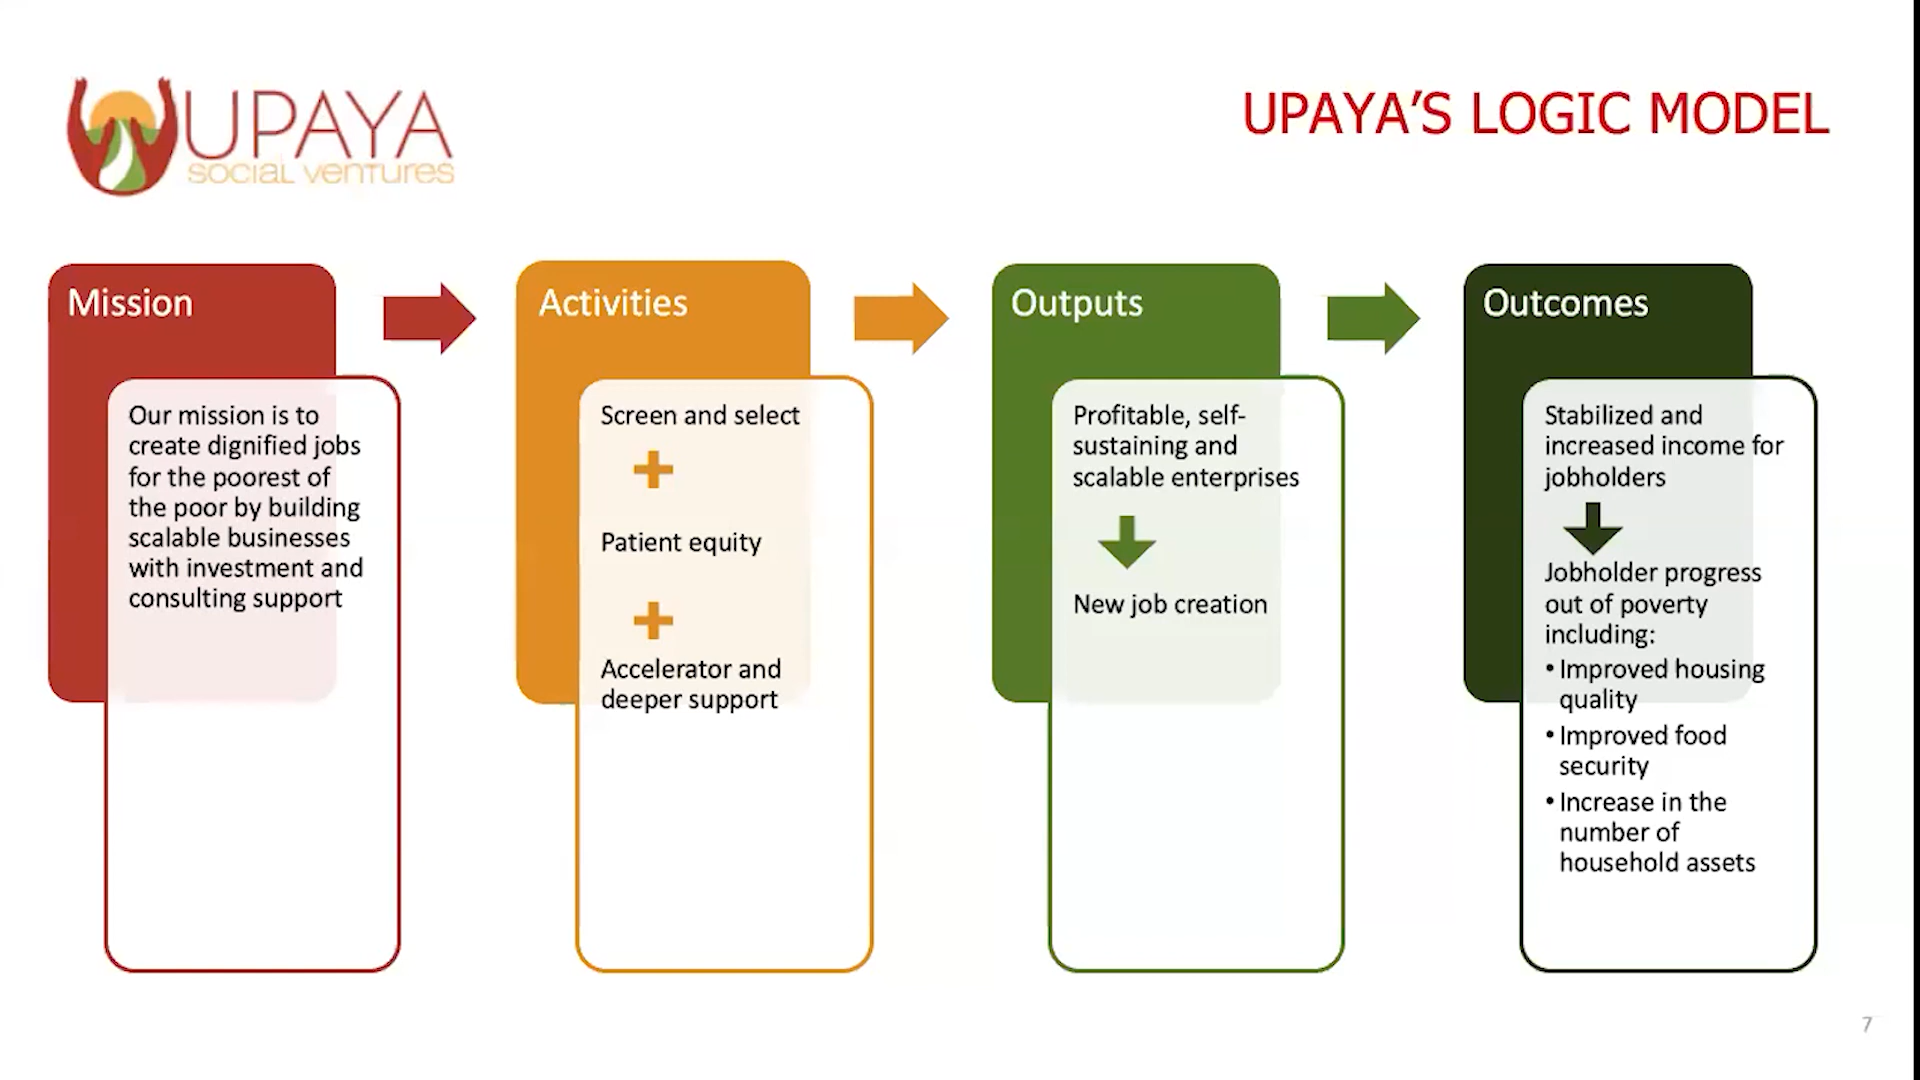 UPAYA
social ventures
UPAYA'S LOGIC MODEL
Mission
Our mission is to
create dignified jobs
for the poorest of
the poor by building
scalable businesses
with investment and
consulting support
Activities
Screen and select
Patient equity
Accelerator and
deeper support
Outputs
Profitable, self-
sustaining and
scalable enterprises
New job creation
Outcomes
Stabilized and
increased income for
jobholders
Jobholder progress
out of poverty
including:
• Improved housing
quality
• Improved food
security
• Increase in the
number of
household assets
7